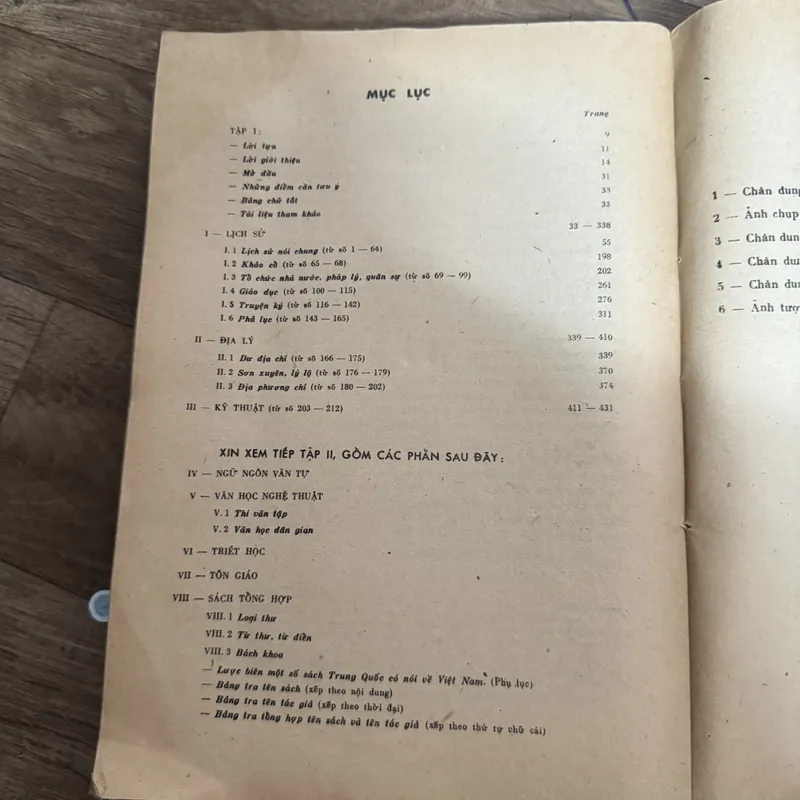 MỤC LỤC
Trang
TẬP I: 9
— Lời tựa 11
— Lời giới thiệu 14
— Mở đầu 31
— Những điểm cần lưu ý 33
— Bảng chữ tắt 33
— Tài liệu tham khảo
I — LỊCH SỬ 33 — 338
I. 1 Lịch sử nói chung (từ số 1 — 64) 55
I. 2 Khảo cổ (từ số 65 — 68) 198
I. 3 Tổ chức nhà nước, pháp lý, quân sự (từ số 69 — 99) 202
I. 4 Giáo dục (từ số 100 — 115) 261
I. 5 Truyện ký (từ số 116 — 142) 276
I. 6 Phả lục (từ số 143 — 165) 311
II — ĐỊA LÝ 339 — 410
II. 1 Dư địa chí (từ số 166 — 175) 339
II. 2 Sơn xuyên, lý lộ (từ số 176 — 179) 370
II. 3 Địa phương chí (từ số 180 — 202) 374
III — KỸ THUẬT (từ số 203 — 212) 411 — 431
XIN XEM TIẾP TẬP II, GỒM CÁC PHẦN SAU ĐÂY:
IV — NGỮ NGÔN VĂN TỰ
V — VĂN HỌC NGHỆ THUẬT
V. 1 Thi văn tập
V. 2 Văn học dân gian
VI — TRIẾT HỌC
VII — TÔN GIÁO
VIII — SÁCH TỔNG HỢP
VIII. 1 Loại thư
VIII. 2 Từ thư, từ điển
VIII. 3 Bách khoa
— Lược biên một số sách Trung Quốc có nói về Việt Nam. (Phụ lục)
— Bảng tra tên sách (xếp theo nội dung)
— Bảng tra tên tác giả (xếp theo thời đại)
— Bảng tra tổng hợp tên sách và tên tác giả (xếp theo thứ tự chữ cái)
1 — Chân dung
2 — Ảnh chụp
3 — Chân dun
4 — Chân dun
5 — Chân du
6 — Ảnh tượ